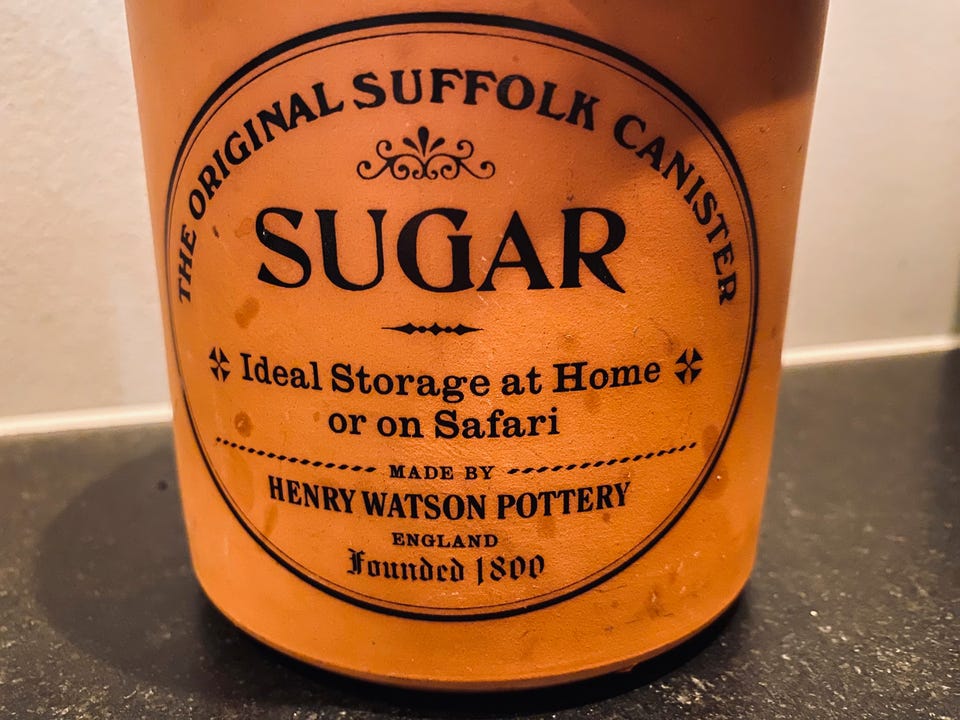 THE ORIGINAL SUFFOLK CANISTER
SUGAR
Ideal Storage at Home
or on Safari
MADE BY
HENRY WATSON POTTERY
ENGLAND
Founded 1800